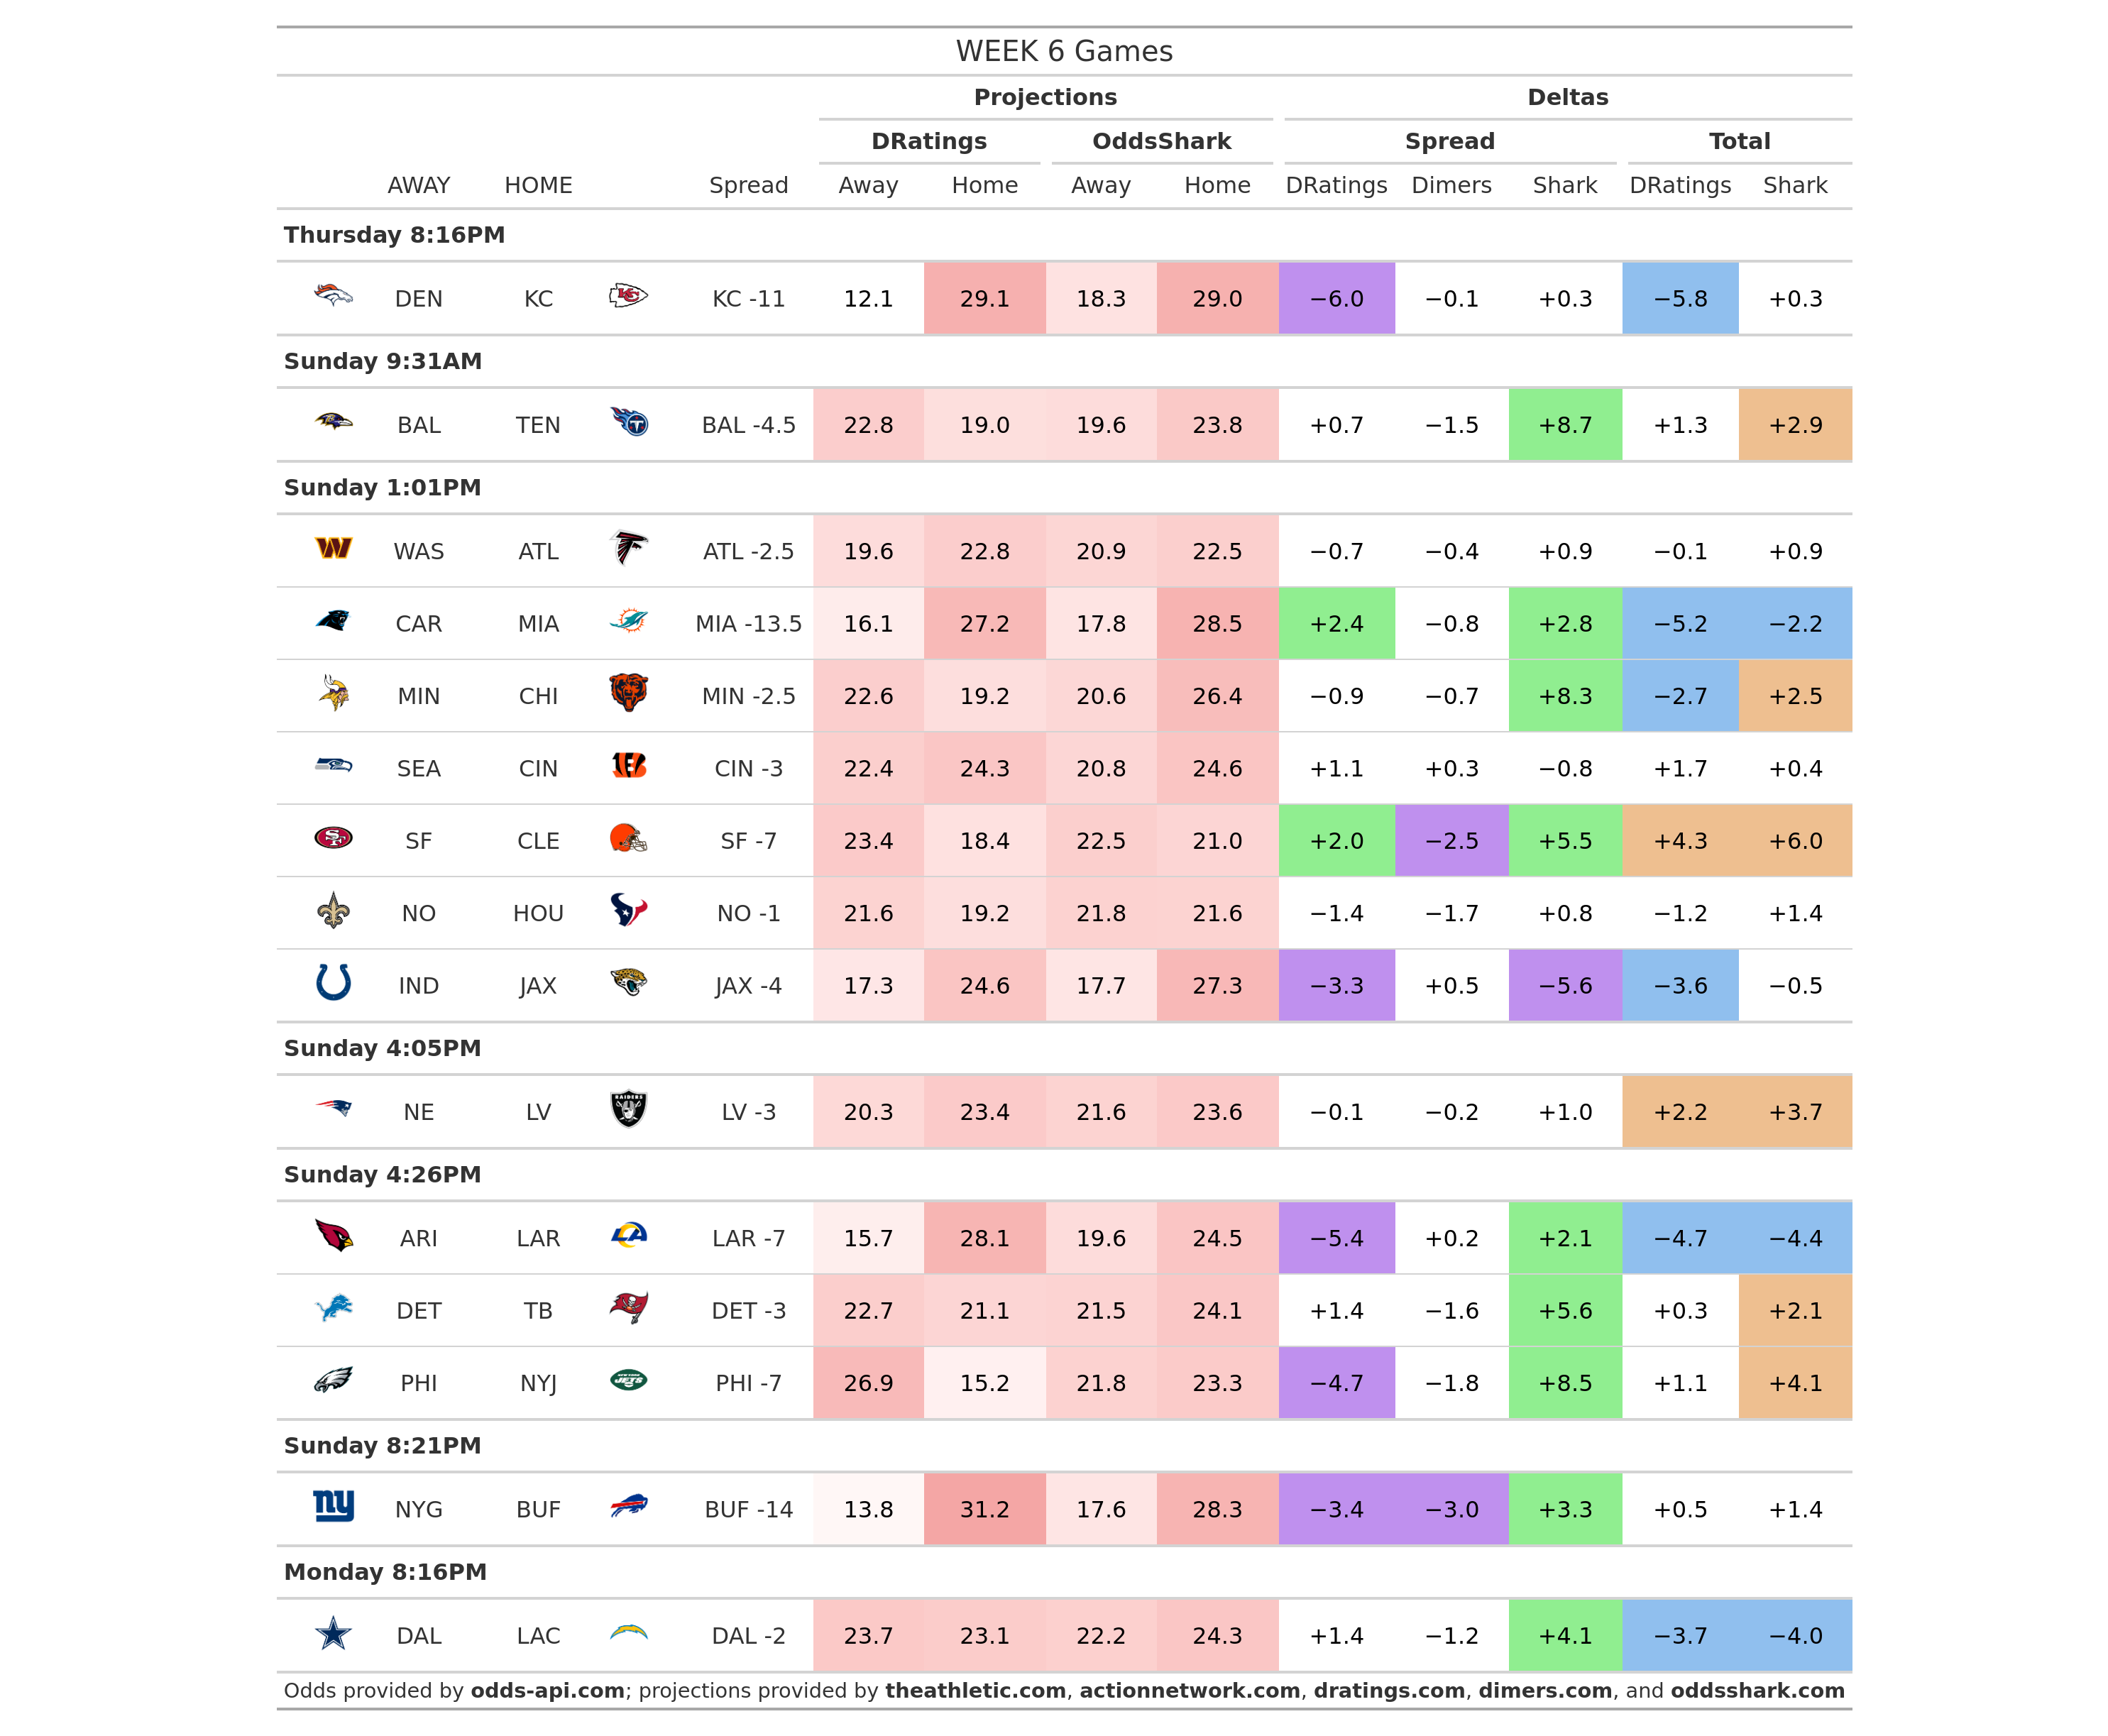 WEEK 6 Games
Projections Deltas
DRatings OddsShark Spread Total
AWAY HOME Spread Away Home Away Home DRatings Dimers Shark DRatings Shark
Thursday 8:16PM
DEN KC KC -11 12.1 29.1 18.3 29.0 −6.0 −0.1 +0.3 −5.8 +0.3
Sunday 9:31AM
BAL TEN BAL -4.5 22.8 19.0 19.6 23.8 +0.7 −1.5 +8.7 +1.3 +2.9
Sunday 1:01PM
WAS ATL ATL -2.5 19.6 22.8 20.9 22.5 −0.7 −0.4 +0.9 −0.1 +0.9
CAR MIA MIA -13.5 16.1 27.2 17.8 28.5 +2.4 −0.8 +2.8 −5.2 −2.2
MIN CHI MIN -2.5 22.6 19.2 20.6 26.4 −0.9 −0.7 +8.3 −2.7 +2.5
SEA CIN CIN -3 22.4 24.3 20.8 24.6 +1.1 +0.3 −0.8 +1.7 +0.4
SF CLE SF -7 23.4 18.4 22.5 21.0 +2.0 −2.5 +5.5 +4.3 +6.0
NO HOU NO -1 21.6 19.2 21.8 21.6 −1.4 −1.7 +0.8 −1.2 +1.4
IND JAX JAX -4 17.3 24.6 17.7 27.3 −3.3 +0.5 −5.6 −3.6 −0.5
Sunday 4:05PM
NE LV LV -3 20.3 23.4 21.6 23.6 −0.1 −0.2 +1.0 +2.2 +3.7
Sunday 4:26PM
ARI LAR LAR -7 15.7 28.1 19.6 24.5 −5.4 +0.2 +2.1 −4.7 −4.4
DET TB DET -3 22.7 21.1 21.5 24.1 +1.4 −1.6 +5.6 +0.3 +2.1
PHI NYJ PHI -7 26.9 15.2 21.8 23.3 −4.7 −1.8 +8.5 +1.1 +4.1
Sunday 8:21PM
NYG BUF BUF -14 13.8 31.2 17.6 28.3 −3.4 −3.0 +3.3 +0.5 +1.4
Monday 8:16PM
DAL LAC DAL -2 23.7 23.1 22.2 24.3 +1.4 −1.2 +4.1 −3.7 −4.0
Odds provided by odds-api.com; projections provided by theathletic.com, actionnetwork.com, dratings.com, dimers.com, and oddsshark.com